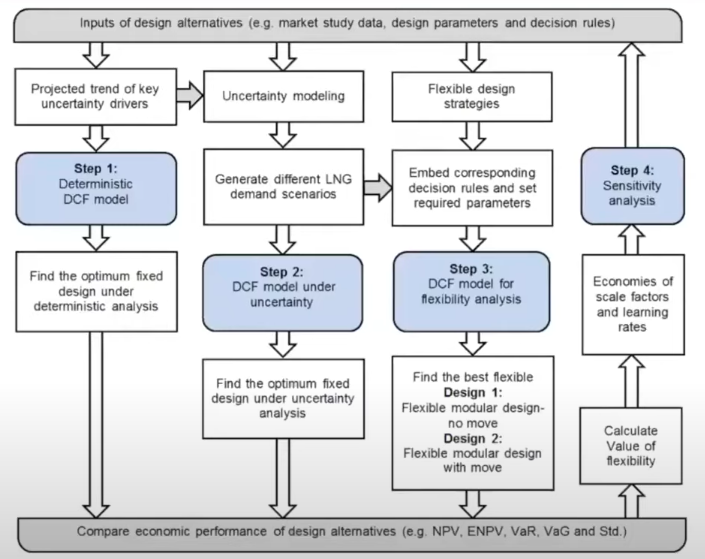 Inputs of design alternatives (e.g. market study data, design parameters and decision rules)
Projected trend of key
uncertainty drivers
Step 1:
Deterministic
DCF model
Find the optimum fixed
design under
deterministic analysis
Uncertainty modeling
Generate different LNG
demand scenarios
Step 2:
DCF model under
uncertainty
Find the optimum fixed
design under uncertainty
analysis
Flexible design
strategies
Embed corresponding
decision rules and set
required parameters
Step 3:
DCF model for
flexibility analysis
Find the best flexible
Design 1:
Flexible modular design-
no move
Design 2:
Flexible modular design
with move
Step 4:
Sensitivity
analysis
Economies of
scale factors
and learning
rates
Calculate
Value of
flexibility
Compare economic performance of design alternatives (e.g. NPV, ENPV, VaR, VaG and Std.)